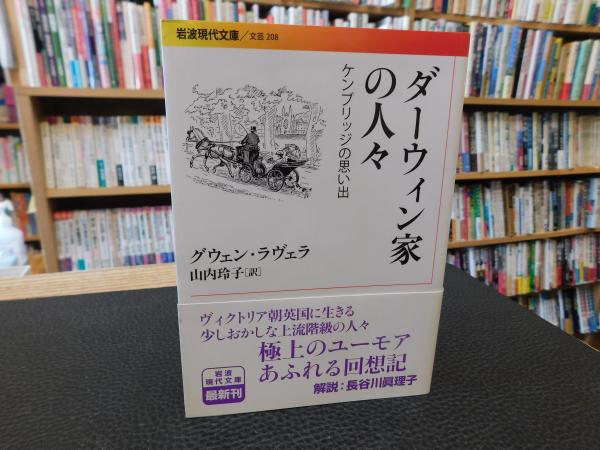 岩波現代文庫／文芸 208
ダーウィン家
の人々
ケンブリッジの思い出
グウェン・ラヴェラ
山内玲子［訳］
ヴィクトリア朝英国に生きる
少しおかしな上流階級の人々
極上のユーモア
あふれる回想記
解説：長谷川眞理子
岩波
現代文庫
最新刊